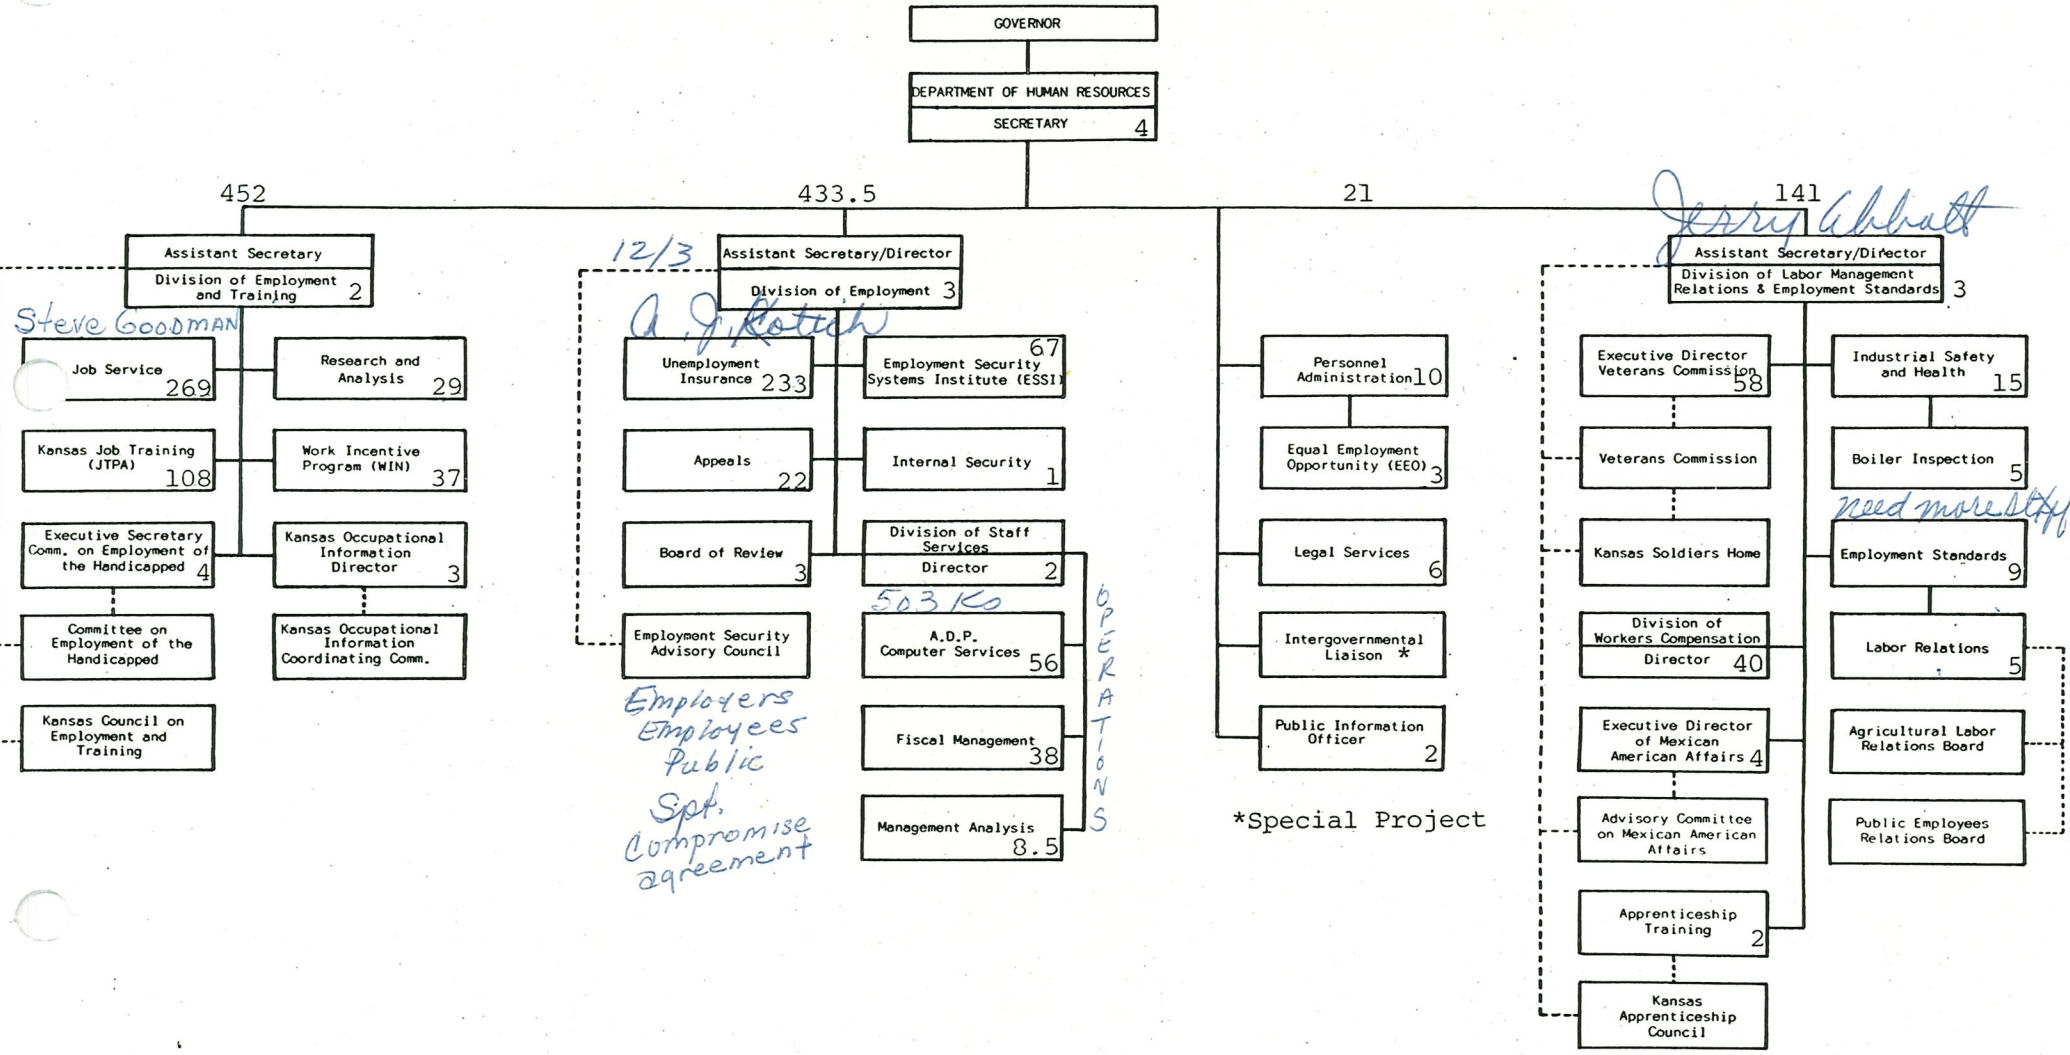 GOVERNOR
DEPARTMENT OF HUMAN RESOURCES
SECRETARY 4
452
433.5
21
141
Jerry Abbott
Assistant Secretary
Division of Employment
and Training 2
Steve GOODMAN
Job Service
269
Research and
Analysis
29
Kansas Job Training
(JTPA)
108
Work Incentive
Program (WIN)
37
Executive Secretary
Comm. on Employment of
the Handicapped
4
Kansas Occupational
Information
Director
3
Committee on
Employment of the
Handicapped
Kansas Occupational
Information
Coordinating Comm.
Kansas Council on
Employment and
Training
12/3
Assistant Secretary/Director
Division of Employment 3
A. J. Kotich
Unemployment
Insurance 233
67
Employment Security
Systems Institute (ESSI)
Appeals
22
Internal Security
1
Board of Review
3
Division of Staff
Services
Director 2
503 Ks
Employment Security
Advisory Council
A.D.P.
Computer Services
56
Fiscal Management
38
Management Analysis
8.5
OPERATIONS
Employers
Employees
Public
Spt.
Compromise
agreement
Personnel
Administration 10
Equal Employment
Opportunity (EEO)
3
Legal Services
6
Intergovernmental
Liaison *
Public Information
Officer
2
*Special Project
Assistant Secretary/Director
Division of Labor Management
Relations & Employment Standards 3
Executive Director
Veterans Commission
58
Industrial Safety
and Health
15
Veterans Commission
Boiler Inspection
5
need more staff
Kansas Soldiers Home
Employment Standards
9
Division of
Workers Compensation
Director 40
Labor Relations
5
Executive Director
of Mexican
American Affairs 4
Agricultural Labor
Relations Board
Advisory Committee
on Mexican American
Affairs
Public Employees
Relations Board
Apprenticeship
Training
2
Kansas
Apprenticeship
Council